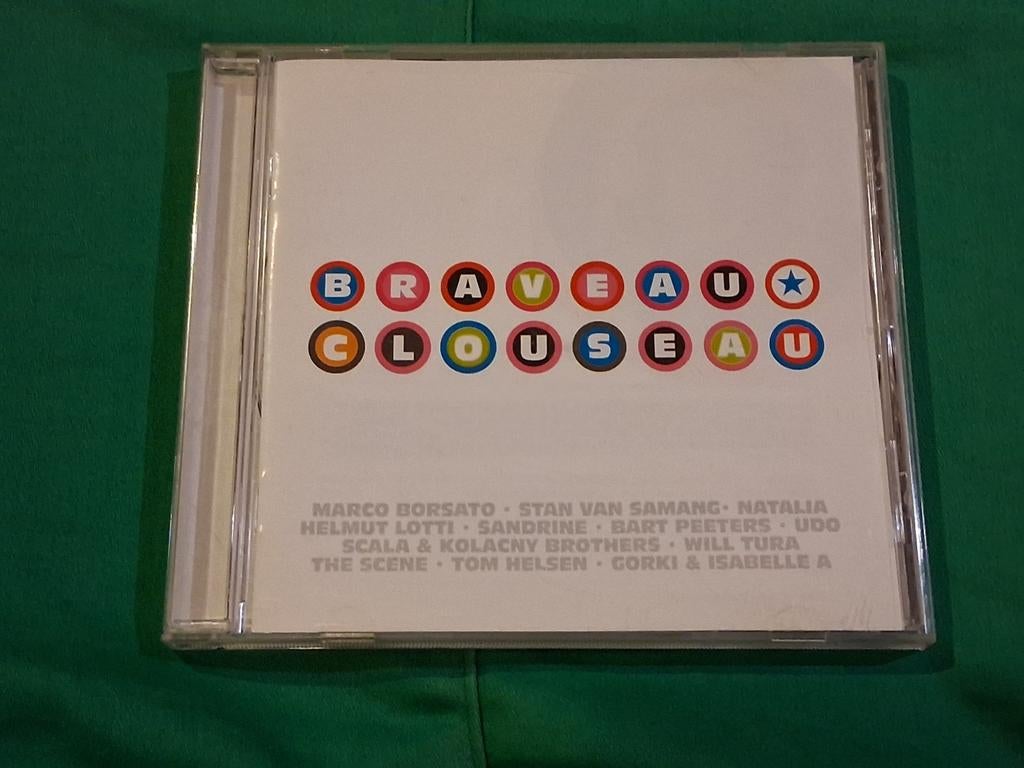 BRAVEAU
CLOUSEAU
MARCO BORSATO · STAN VAN SAMANG · NATALIA
HELMUT LOTTI · SANDRINE · BART PEETERS · UDO
SCALA & KOLACNY BROTHERS · WILL TURA
THE SCENE · TOM HELSEN · GORKI & ISABELLE A